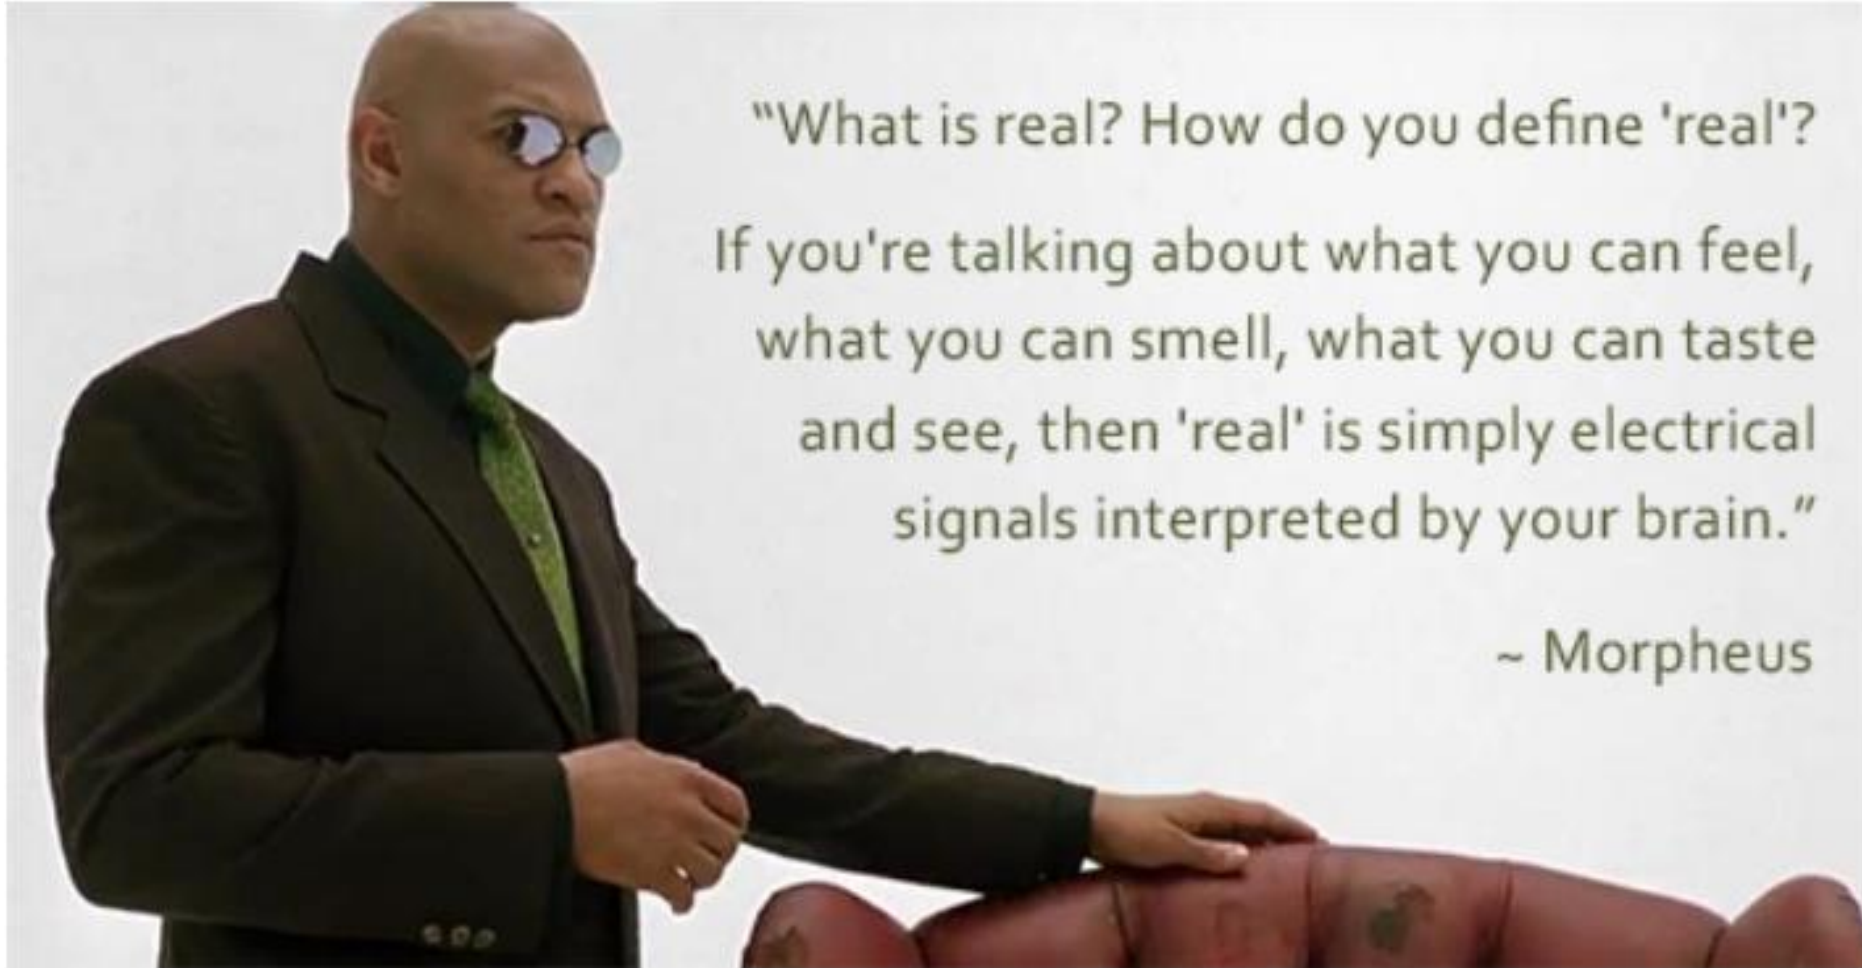 “What is real? How do you define 'real'?
If you're talking about what you can feel,
what you can smell, what you can taste
and see, then 'real' is simply electrical
signals interpreted by your brain.”
~ Morpheus